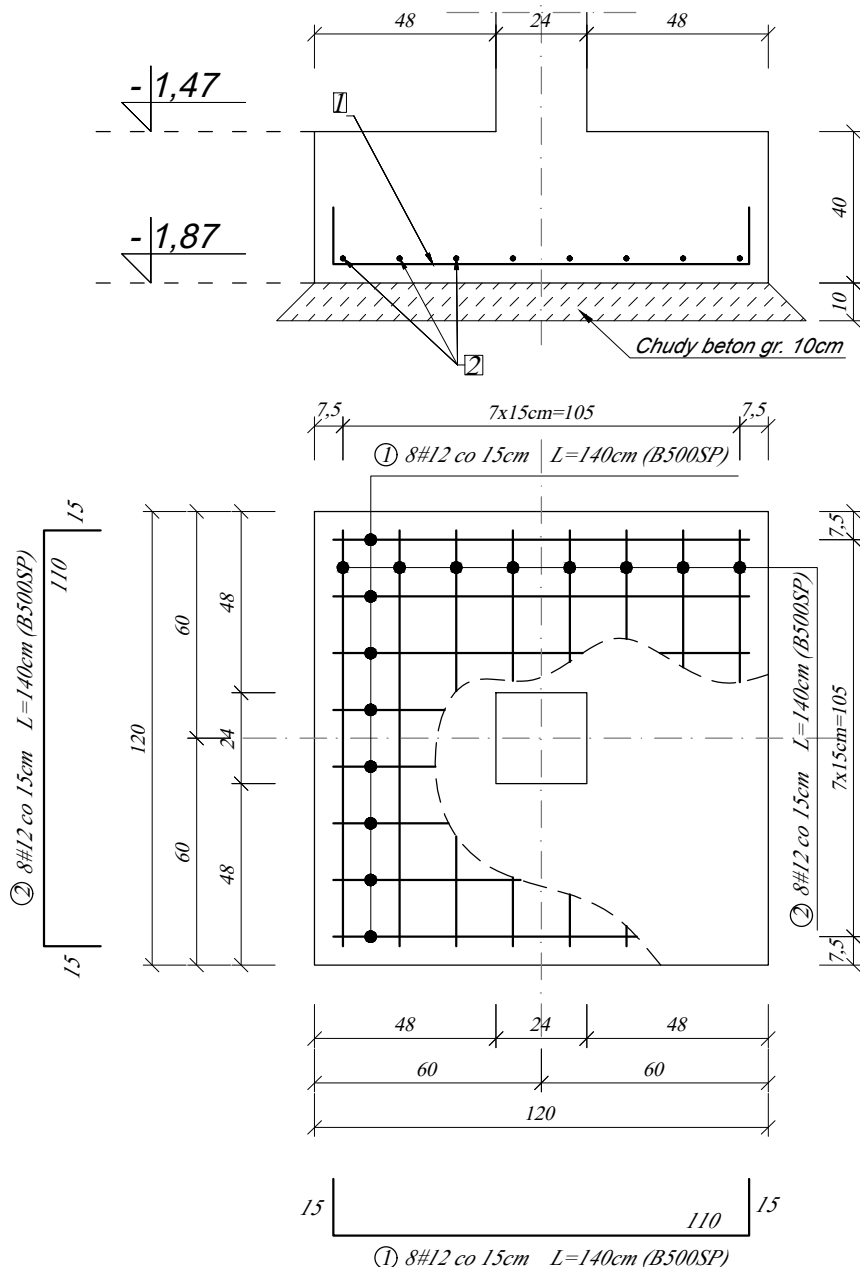 48 24 48
- 1,47
1
40
- 1,87
10
2
Chudy beton gr. 10cm
7,5 7x15cm=105 7,5
1 8#12 co 15cm L=140cm (B500SP)
15
110
15
2 8#12 co 15cm L=140cm (B500SP)
120
60
60
48
24
48
7,5
7x15cm=105
7,5
2 8#12 co 15cm L=140cm (B500SP)
48 24 48
60 60
120
15 110 15
1 8#12 co 15cm L=140cm (B500SP)